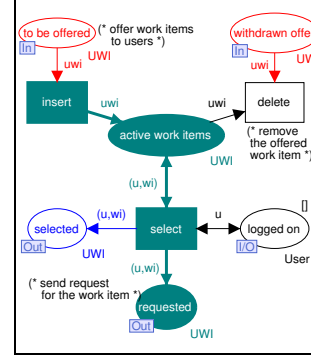 to be offered
(* offer work items
to users *)
withdrawn offe
In
UWI
In
UW
uwi
uwi
insert
uwi
uwi
delete
active work items
(* remove
the offered
work item *)
UWI
(u,wi)
[]
selected
(u,wi)
select
u
logged on
Out
I/O
UWI
User
(u,wi)
(* send request
for the work item *)
requested
Out
UWI